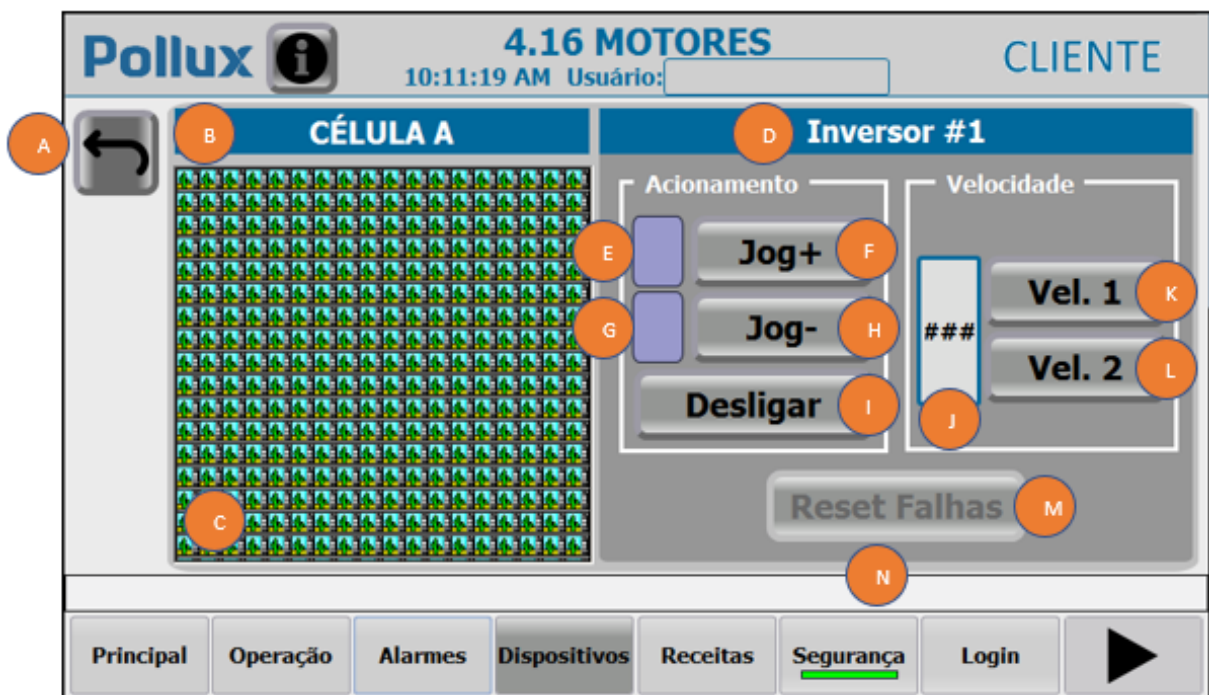 Pollux
4.16 MOTORES
10:11:19 AM Usuário:
CLIENTE
A
B
CÉLULA A
D
Inversor #1
Acionamento
Velocidade
E
Jog+
F
G
Jog-
H
Desligar
I
###
J
Vel. 1
K
Vel. 2
L
C
Reset Falhas
M
N
Principal
Operação
Alarmes
Dispositivos
Receitas
Segurança
Login